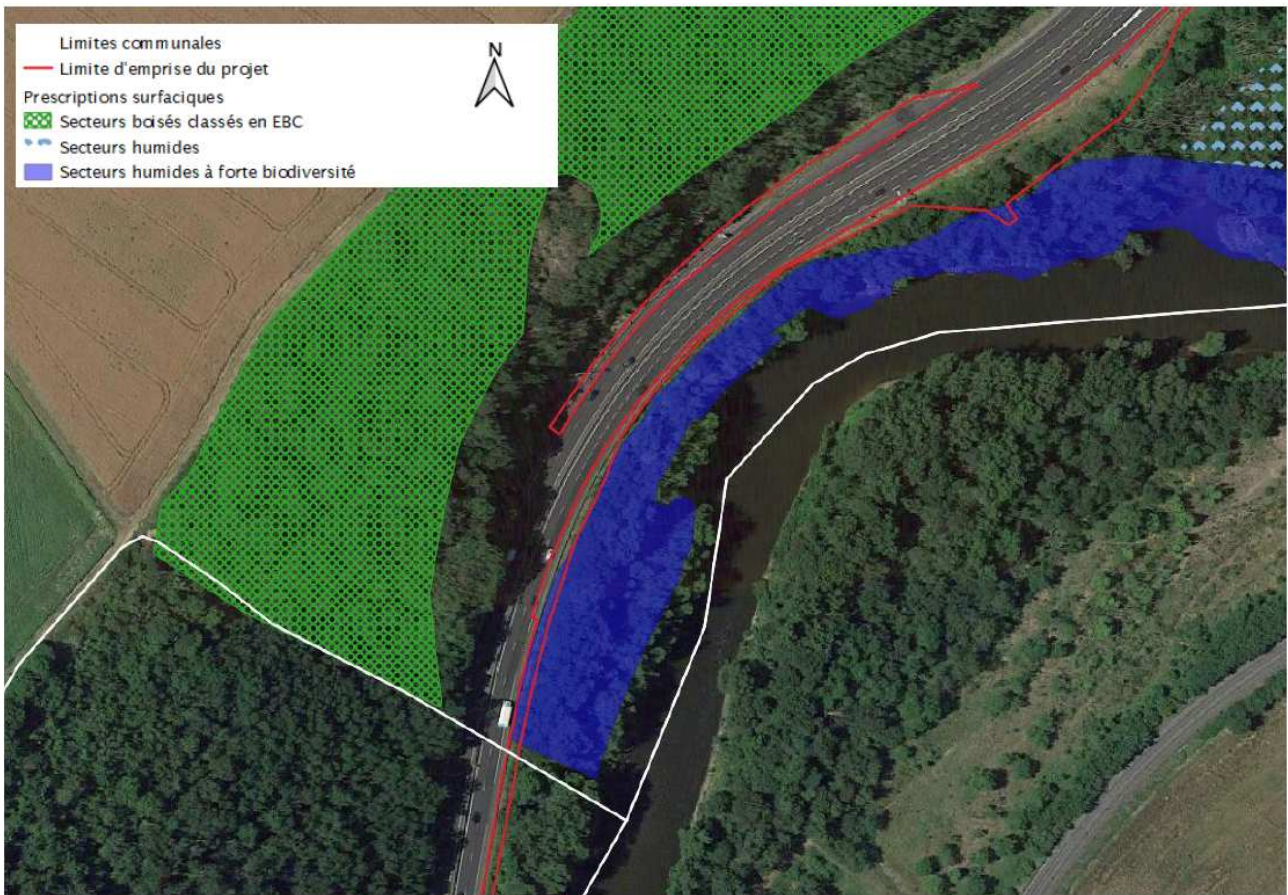 Limites communales
Limite d'emprise du projet
Prescriptions surfaciques
Secteurs boisés classés en EBC
Secteurs humides
Secteurs humides à forte biodiversité
N